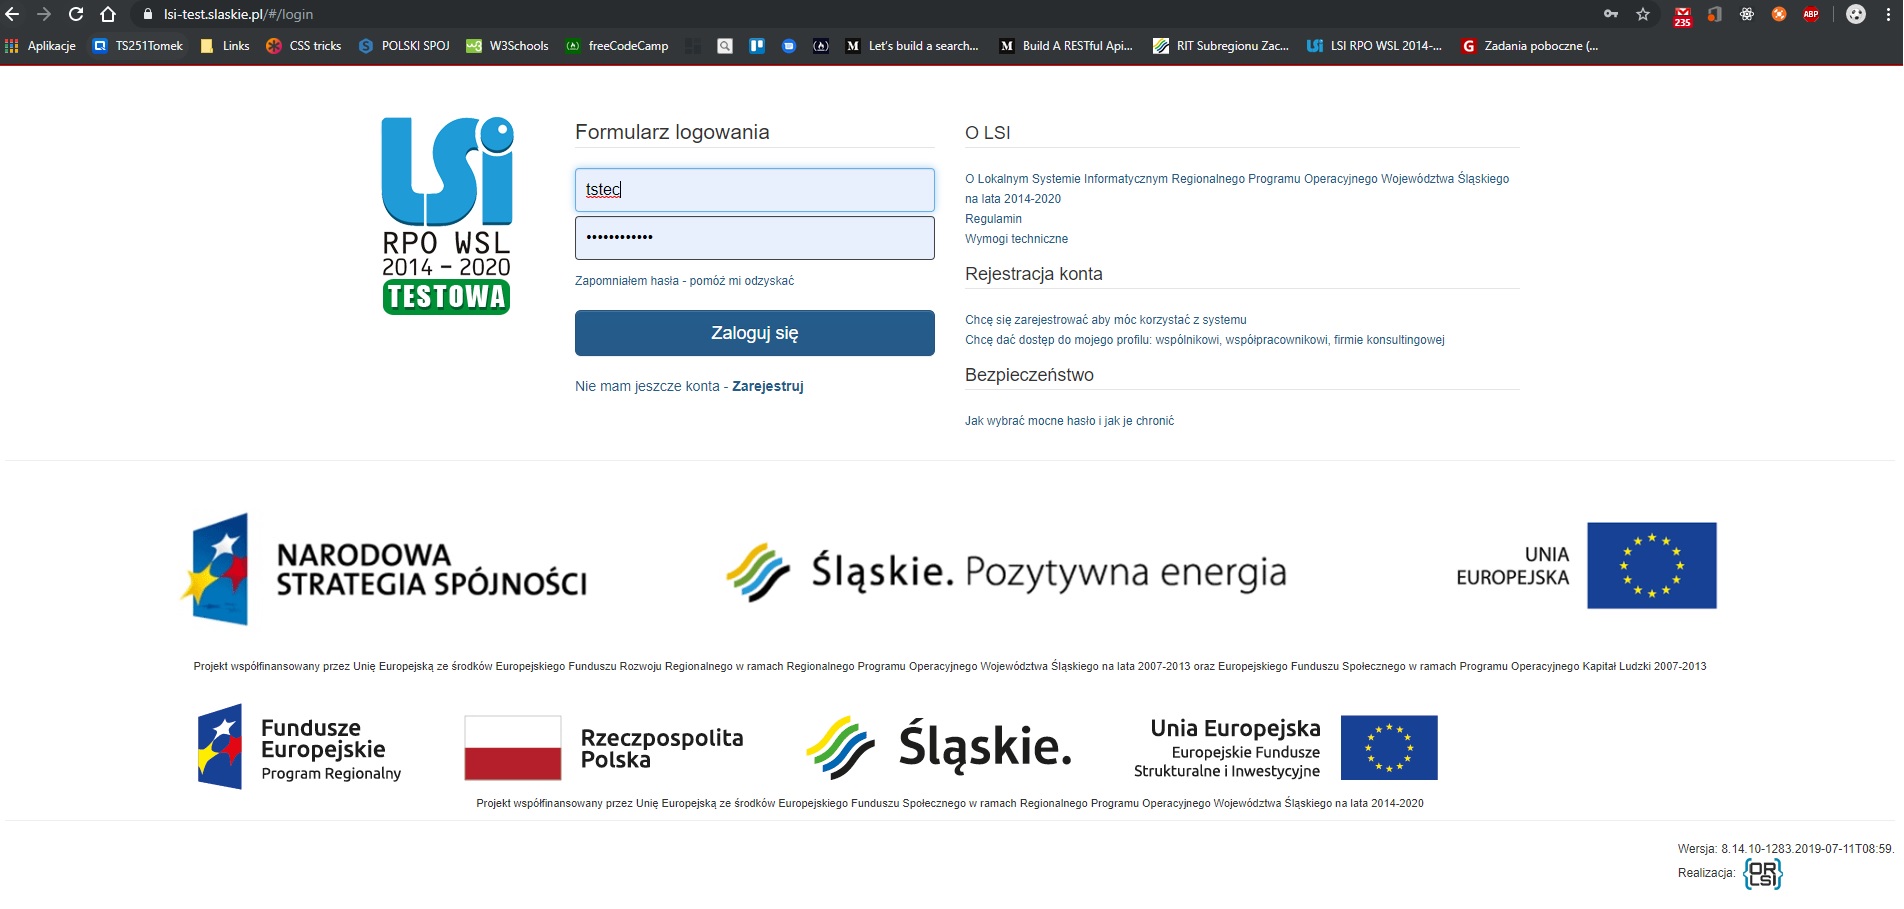 lsi-test.slaskie.pl/#/login
235
ABP
Aplikacje
TS251Tomek
Links
CSS tricks
POLSKI SPOJ
W3Schools
freeCodeCamp
Let's build a search...
Build A RESTful Api...
RIT Subregionu Zac...
LSI RPO WSL 2014-...
Zadania poboczne (...
LSI
RPO WSL
2014 - 2020
TESTOWA
Formularz logowania
tstec
••••••••••••
Zapomniałem hasła - pomóż mi odzyskać
Zaloguj się
Nie mam jeszcze konta - Zarejestruj
O LSI
O Lokalnym Systemie Informatycznym Regionalnego Programu Operacyjnego Województwa Śląskiego
na lata 2014-2020
Regulamin
Wymogi techniczne
Rejestracja konta
Chcę się zarejestrować aby móc korzystać z systemu
Chcę dać dostęp do mojego profilu: wspólnikowi, współpracownikowi, firmie konsultingowej
Bezpieczeństwo
Jak wybrać mocne hasło i jak je chronić
NARODOWA
STRATEGIA SPÓJNOŚCI
Śląskie. Pozytywna energia
UNIA
EUROPEJSKA
Projekt współfinansowany przez Unię Europejską ze środków Europejskiego Funduszu Rozwoju Regionalnego w ramach Regionalnego Programu Operacyjnego Województwa Śląskiego na lata 2007-2013 oraz Europejskiego Funduszu Społecznego w ramach Programu Operacyjnego Kapitał Ludzki 2007-2013
Fundusze
Europejskie
Program Regionalny
Rzeczpospolita
Polska
Śląskie.
Unia Europejska
Europejskie Fundusze
Strukturalne i Inwestycyjne
Projekt współfinansowany przez Unię Europejską ze środków Europejskiego Funduszu Społecznego w ramach Regionalnego Programu Operacyjnego Województwa Śląskiego na lata 2014-2020
Wersja: 8.14.10-1283.2019-07-11T08:59.
Realizacja:
{OR
LSI}